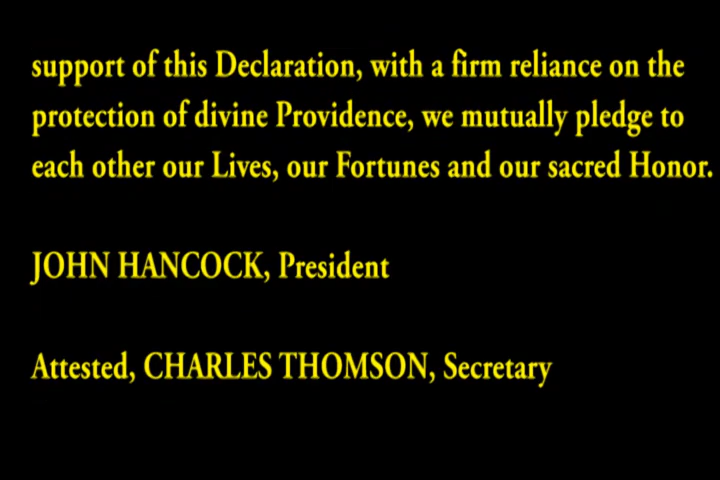 support of this Declaration, with a firm reliance on the
protection of divine Providence, we mutually pledge to
each other our Lives, our Fortunes and our sacred Honor.
JOHN HANCOCK, President
Attested, CHARLES THOMSON, Secretary